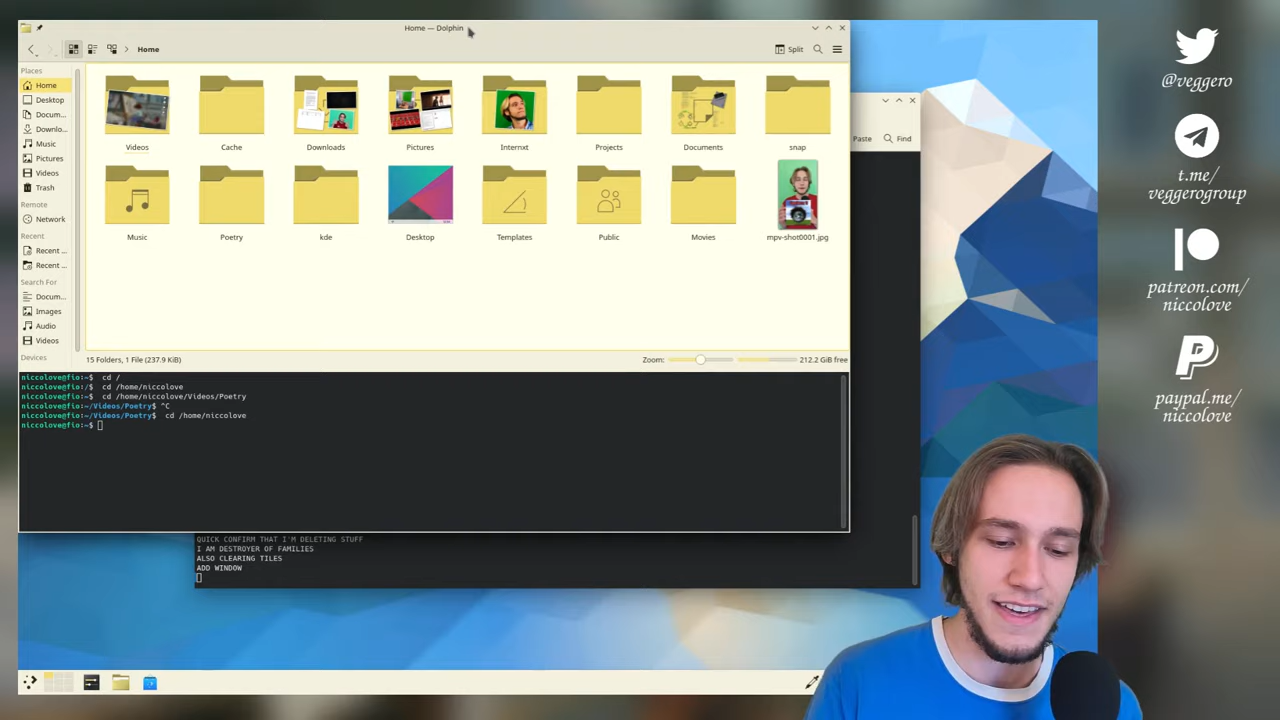 Home — Dolphin
Home
Split
Places
Home
Desktop
Docum...
Downlo...
Music
Pictures
Videos
Trash
Remote
Network
Recent
Recent ...
Recent ...
Search For
Docum...
Images
Audio
Videos
Devices
Videos
Cache
Downloads
Pictures
Internxt
Projects
Documents
snap
Music
Poetry
kde
Desktop
Templates
Public
Movies
mpv-shot0001.jpg
15 Folders, 1 File (237.9 KiB)
Zoom:
212.2 GiB free
niccolove@fio:~$ cd /
niccolove@fio:/$ cd /home/niccolove
niccolove@fio:~$ cd /home/niccolove/Videos/Poetry
niccolove@fio:~/Videos/Poetry$ ^C
niccolove@fio:~/Videos/Poetry$ cd /home/niccolove
niccolove@fio:~$
Paste
Find
QUICK CONFIRM THAT I'M DELETING STUFF
I AM DESTROYER OF FAMILIES
ALSO CLEARING TILES
ADD WINDOW
@veggero
t.me/
veggerogroup
patreon.com/
niccolove
paypal.me/
niccolove